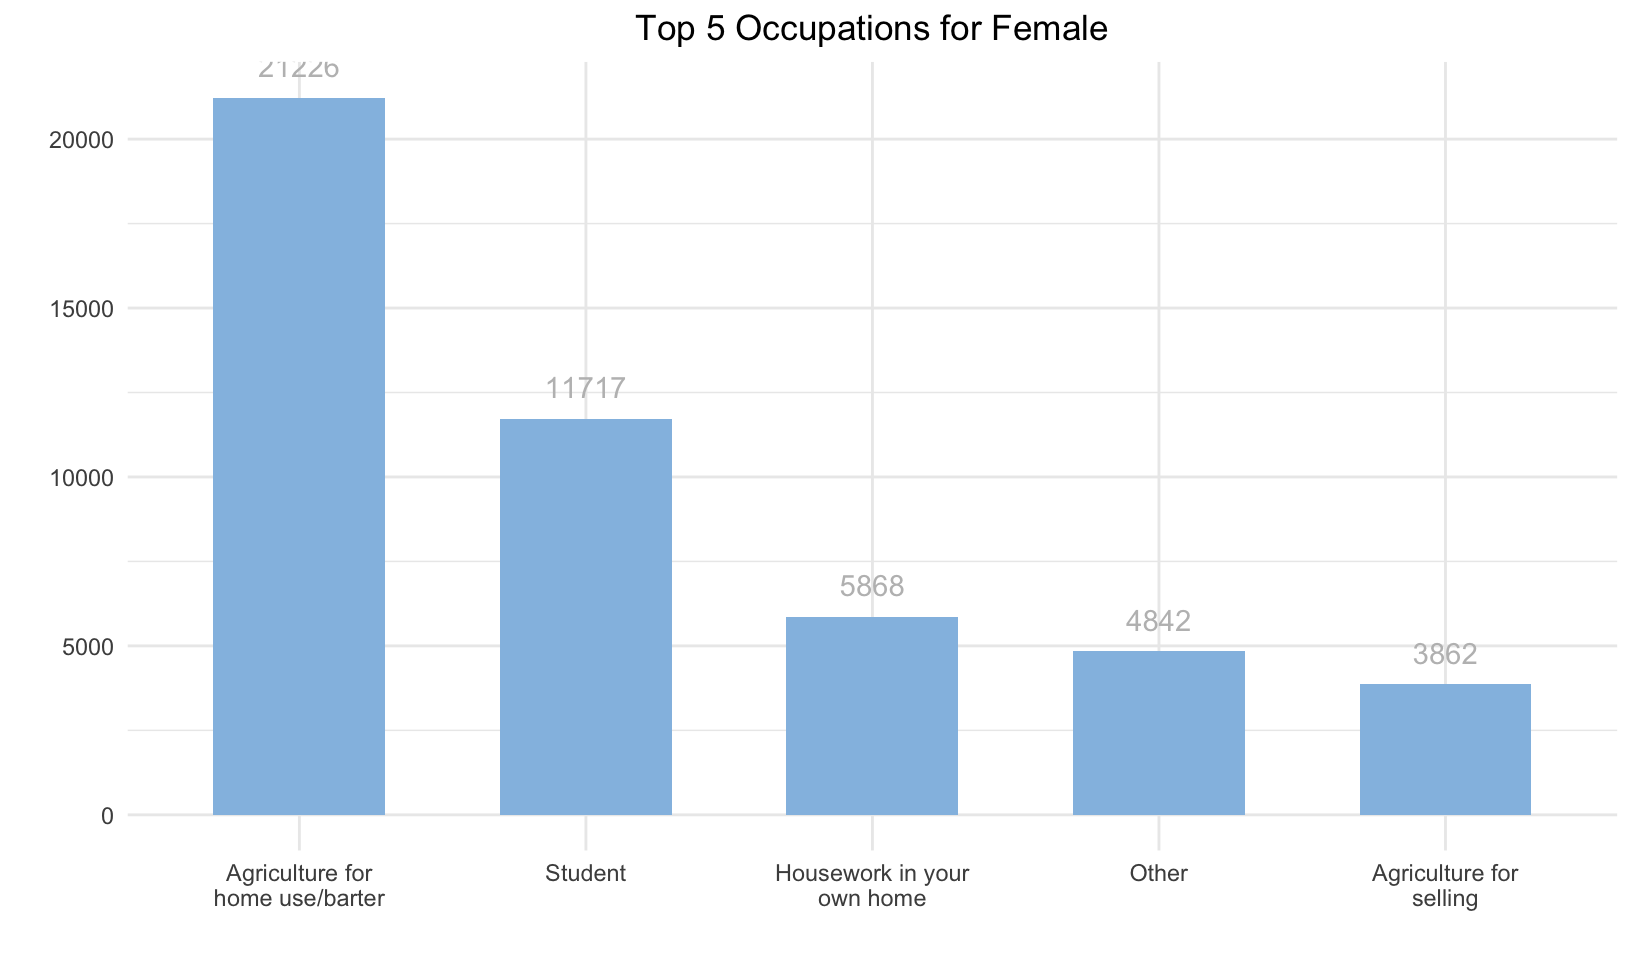 Top 5 Occupations for Female
21226
20000
15000
11717
10000
5868
4842
5000
3862
0
Agriculture for
home use/barter
Student
Housework in your
own home
Other
Agriculture for
selling